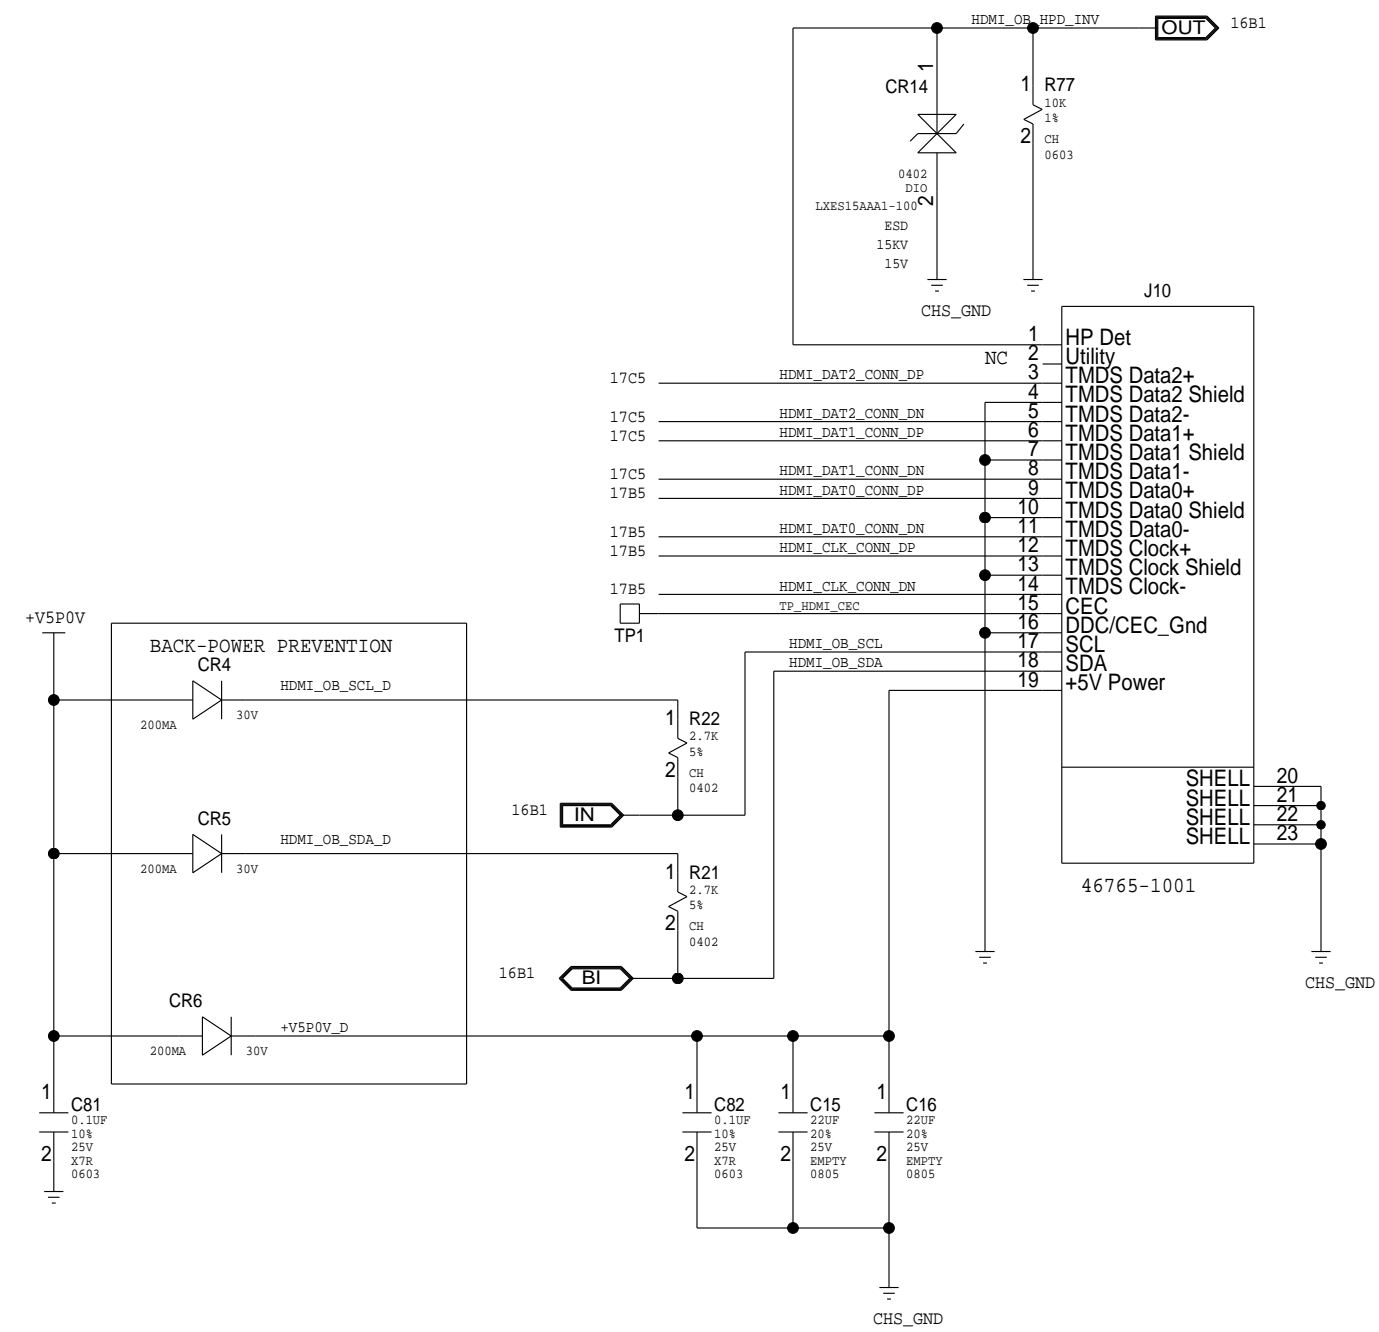 HDMI_OB_HPD_INV
OUT
16B1
1
CR14
0402
DIO
LXES15AAA1-100
2
ESD
15KV
15V
CHS_GND
1
R77
10K
1%
2
CH
0603
J10
1 HP Det
NC 2 Utility
17C5 HDMI_DAT2_CONN_DP 3 TMDS Data2+
4 TMDS Data2 Shield
17C5 HDMI_DAT2_CONN_DN 5 TMDS Data2-
17C5 HDMI_DAT1_CONN_DP 6 TMDS Data1+
7 TMDS Data1 Shield
17C5 HDMI_DAT1_CONN_DN 8 TMDS Data1-
17B5 HDMI_DAT0_CONN_DP 9 TMDS Data0+
10 TMDS Data0 Shield
17B5 HDMI_DAT0_CONN_DN 11 TMDS Data0-
17B5 HDMI_CLK_CONN_DP 12 TMDS Clock+
13 TMDS Clock Shield
17B5 HDMI_CLK_CONN_DN 14 TMDS Clock-
TP1 TP_HDMI_CEC 15 CEC
16 DDC/CEC_Gnd
HDMI_OB_SCL 17 SCL
HDMI_OB_SDA 18 SDA
19 +5V Power
SHELL 20
SHELL 21
SHELL 22
SHELL 23
46765-1001
CHS_GND
+V5P0V
BACK-POWER PREVENTION
CR4
HDMI_OB_SCL_D
200MA
30V
1
R22
2.7K
5%
2
CH
0402
16B1
IN
CR5
HDMI_OB_SDA_D
200MA
30V
1
R21
2.7K
5%
2
CH
0402
16B1
BI
CR6
+V5P0V_D
200MA
30V
1
C81
0.1UF
10%
25V
2
X7R
0603
1
C82
0.1UF
10%
25V
2
X7R
0603
1
C15
22UF
20%
25V
2
EMPTY
0805
1
C16
22UF
20%
25V
2
EMPTY
0805
CHS_GND